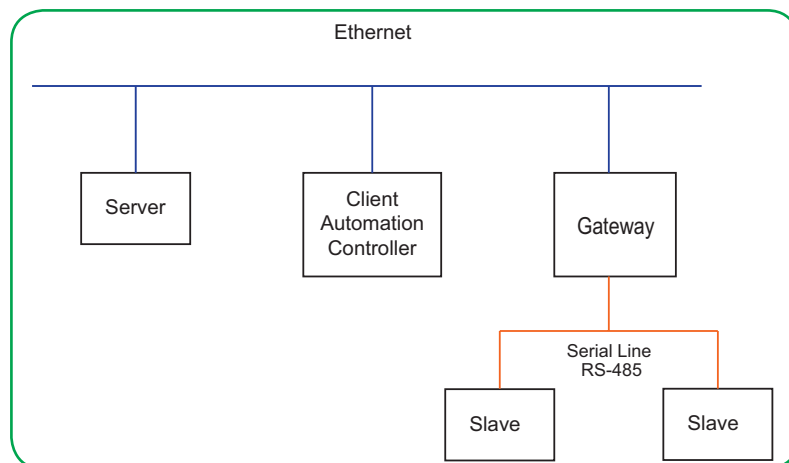 Ethernet
Server
Client
Automation
Controller
Gateway
Serial Line
RS-485
Slave
Slave